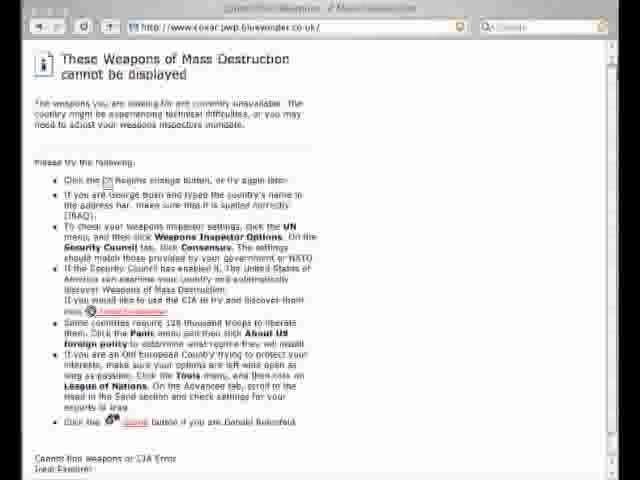 http://www.coxar.pwp.blueyonder.co.uk/
Google
These Weapons of Mass Destruction
cannot be displayed
The weapons you are looking for are currently unavailable. The
country might be experiencing technical difficulties, or you may
need to adjust your weapons inspectors mandate.
Please try the following:
Click the Regime change button, or try again later.
If you are George Bush and typed the country's name in
the address bar, make sure that it is spelled correctly.
(IRAQ).
To check your weapons inspector settings, click the UN
menu, and then click Weapons Inspector Options. On the
Security Council tab, click Consensus. The settings
should match those provided by your government or NATO.
If the Security Council has enabled it, The United States of
America can examine your country and automatically
discover Weapons of Mass Destruction.
If you would like to use the CIA to try and discover them,
click
Some countries require 128 thousand troops to liberate
them. Click the Panic menu and then click About US
foreign policy to determine what regime they will install.
If you are an Old European Country trying to protect your
interests, make sure your options are left wide open as
long as possible. Click the Tools menu, and then click on
League of Nations. On the Advanced tab, scroll to the
Head in the Sand section and check settings for your
exports to Iraq.
Click the button if you are Donald Rumsfeld.
Cannot find weapons or CIA Error
Iraqi Explorer